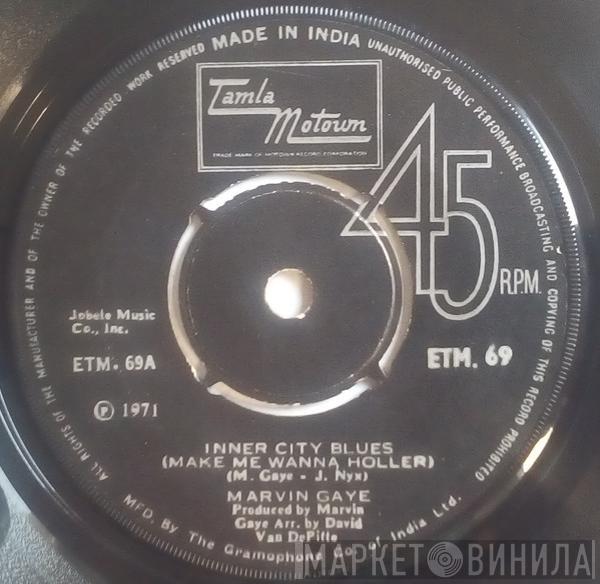 ALL RIGHTS OF THE MANUFACTURER AND OF THE OWNER OF THE RECORDED WORK RESERVED MADE IN INDIA UNAUTHORISED PUBLIC PERFORMANCE BROADCASTING AND COPYING OF THIS RECORD PROHIBITED
Tamla
Motown
TRADE MARK OF MOTOWN RECORD CORPORATION
45
R.P.M.
Jobele Music
Co., Inc.
ETM. 69A
ETM. 69
Ⓟ 1971
INNER CITY BLUES
(MAKE ME WANNA HOLLER)
(M. Gaye - J. Nyx)
MARVIN GAYE
Produced by Marvin
Gaye Arr. by David
Van DePitte
MFD. By The Gramophone Co. of India Ltd.
МАРКЕТ ВИНИЛА